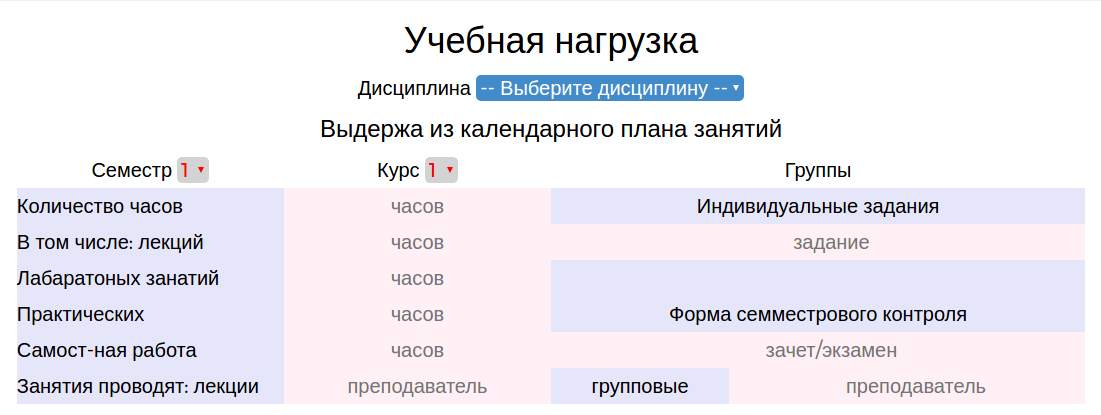 Учебная нагрузка
Дисциплина -- Выберите дисциплину --
Выдержа из календарного плана занятий
Семестр 1 Курс 1 Группы
Количество часов часов Индивидуальные задания
В том числе: лекций часов задание
Лабаратоных занатий часов
Практических часов Форма семместрового контроля
Самост-ная работа часов зачет/экзамен
Занятия проводят: лекции преподаватель групповые преподаватель